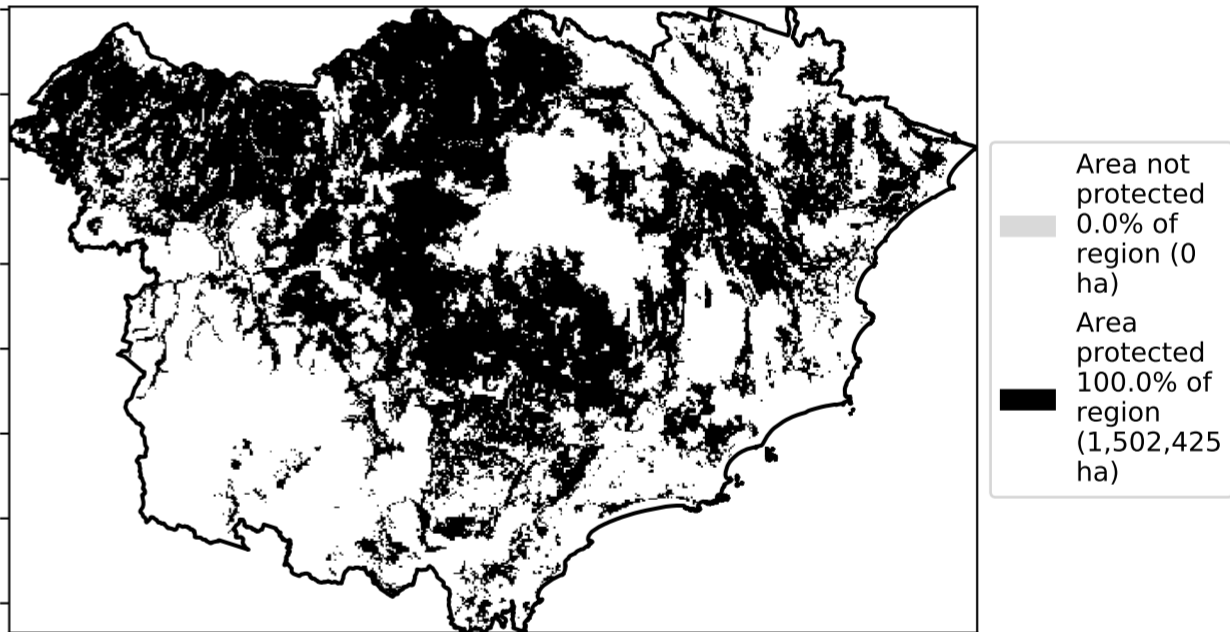 Area not
protected
0.0% of
region (0
ha)
Area
protected
100.0% of
region
(1,502,425
ha)